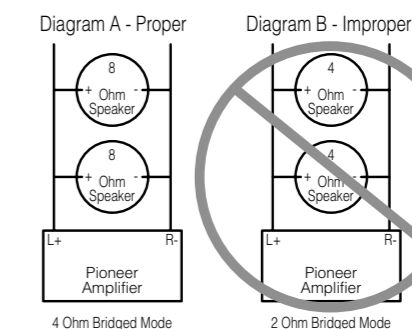 Diagram A - Proper
8
+ Ohm -
Speaker
8
+ Ohm -
Speaker
L+ R-
Pioneer
Amplifier
4 Ohm Bridged Mode
Diagram B - Improper
4
+ Ohm -
Speaker
4
+ Ohm
Speaker
L+ R-
Pioneer
Amplifier
2 Ohm Bridged Mode